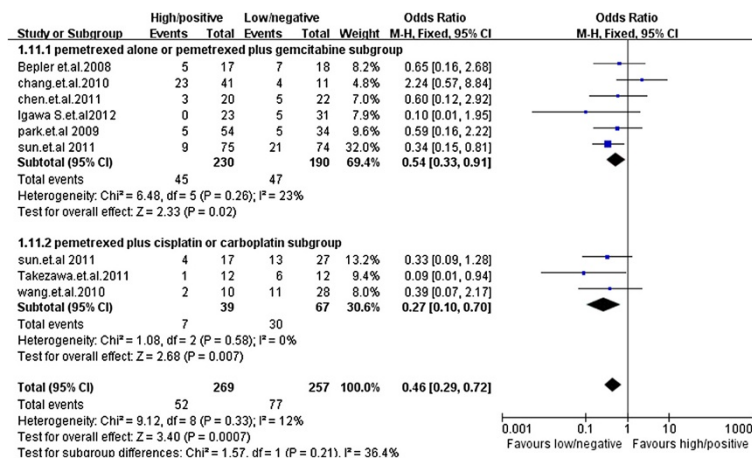 High/positive Low/negative Odds Ratio Odds Ratio
Study or Subgroup Events Total Events Total Weight M-H, Fixed, 95% CI M-H, Fixed, 95% CI
1.11.1 pemetrexed alone or pemetrexed plus gemcitabine subgroup
Bepler et.al.2008 5 17 7 18 8.2% 0.65 [0.16, 2.68]
chang.et.al.2010 23 41 4 11 5.2% 2.24 [0.57, 8.84]
chen.et.al.2011 3 20 5 22 6.2% 0.60 [0.12, 2.92]
Igawa S.et.al2012 0 23 5 31 7.9% 0.10 [0.01, 1.95]
park.et.al 2009 5 54 5 34 9.6% 0.59 [0.16, 2.22]
sun.et.al 2011 9 75 21 74 32.0% 0.34 [0.15, 0.81]
Subtotal (95% CI) 230 190 69.4% 0.54 [0.33, 0.91]
Total events 45 47
Heterogeneity: Chi² = 6.48, df = 5 (P = 0.26); I² = 23%
Test for overall effect: Z = 2.33 (P = 0.02)
1.11.2 pemetrexed plus cisplatin or carboplatin subgroup
sun.et.al 2011 4 17 13 27 13.2% 0.33 [0.09, 1.28]
Takezawa.et.al.2011 1 12 6 12 9.4% 0.09 [0.01, 0.94]
wang.et.al.2010 2 10 11 28 8.0% 0.39 [0.07, 2.17]
Subtotal (95% CI) 39 67 30.6% 0.27 [0.10, 0.70]
Total events 7 30
Heterogeneity: Chi² = 1.08, df = 2 (P = 0.58); I² = 0%
Test for overall effect: Z = 2.68 (P = 0.007)
Total (95% CI) 269 257 100.0% 0.46 [0.29, 0.72]
Total events 52 77
Heterogeneity: Chi² = 9.12, df = 8 (P = 0.33); I² = 12%
Test for overall effect: Z = 3.40 (P = 0.0007)
Test for subgroup differences: Chi² = 1.57, df = 1 (P = 0.21), I² = 36.4%
0.001 0.1 1 10 1000
Favours low/negative Favours high/positive